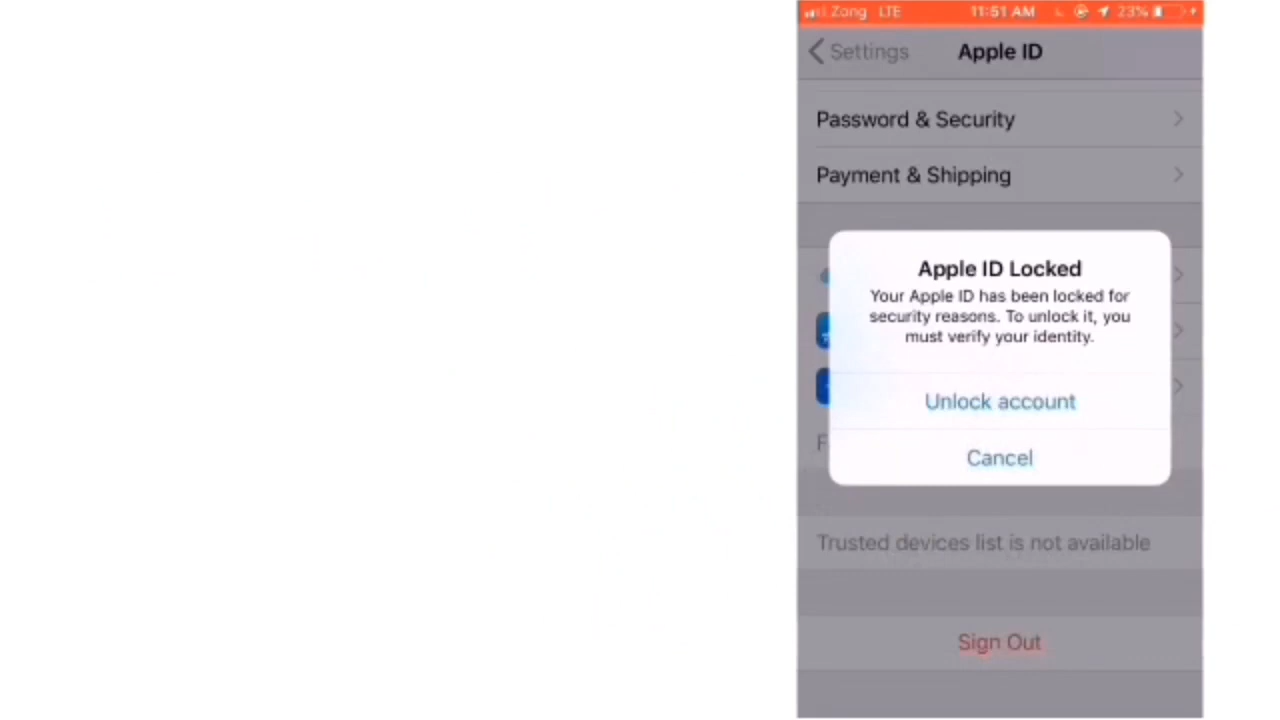 Zong LTE 11:51 AM 23%
Settings Apple ID
Password & Security
Payment & Shipping
Apple ID Locked
Your Apple ID has been locked for
security reasons. To unlock it, you
must verify your identity.
Unlock account
Cancel
F
Trusted devices list is not available
Sign Out